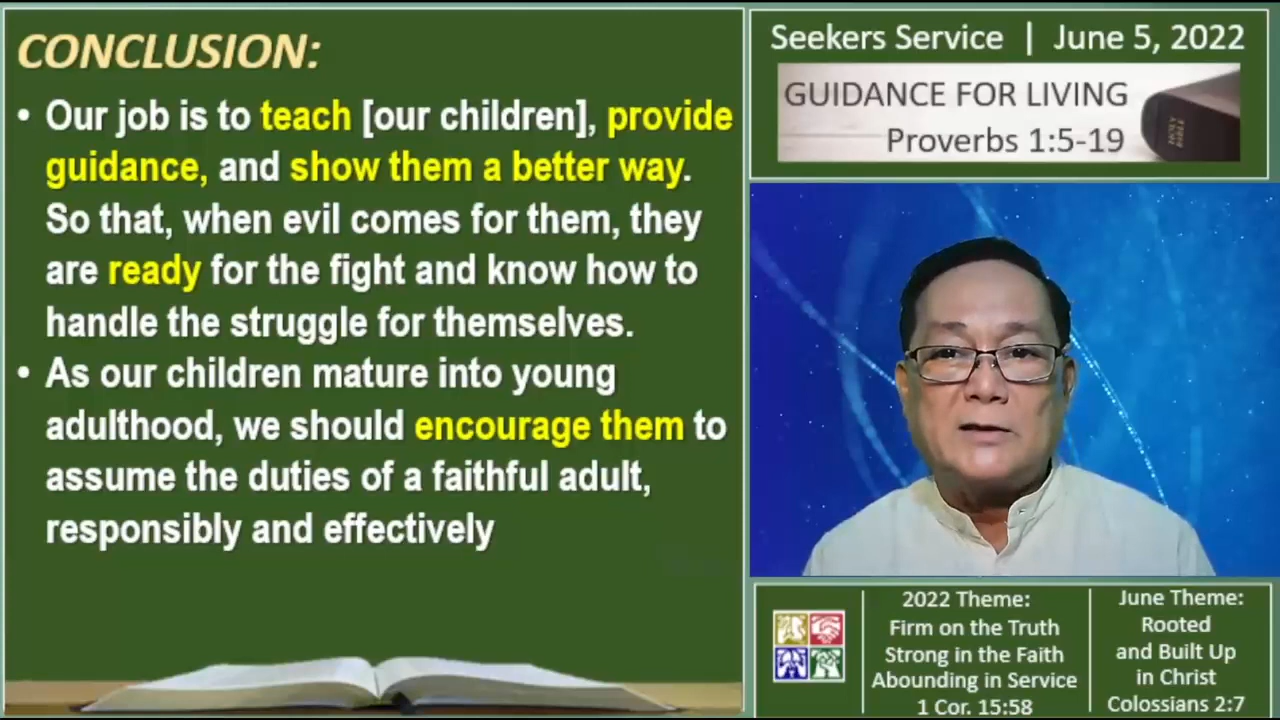 CONCLUSION:
• Our job is to teach [our children], provide
guidance, and show them a better way.
So that, when evil comes for them, they
are ready for the fight and know how to
handle the struggle for themselves.
• As our children mature into young
adulthood, we should encourage them to
assume the duties of a faithful adult,
responsibly and effectively
Seekers Service | June 5, 2022
GUIDANCE FOR LIVING
Proverbs 1:5-19
2022 Theme:
Firm on the Truth
Strong in the Faith
Abounding in Service
1 Cor. 15:58
June Theme:
Rooted
and Built Up
in Christ
Colossians 2:7